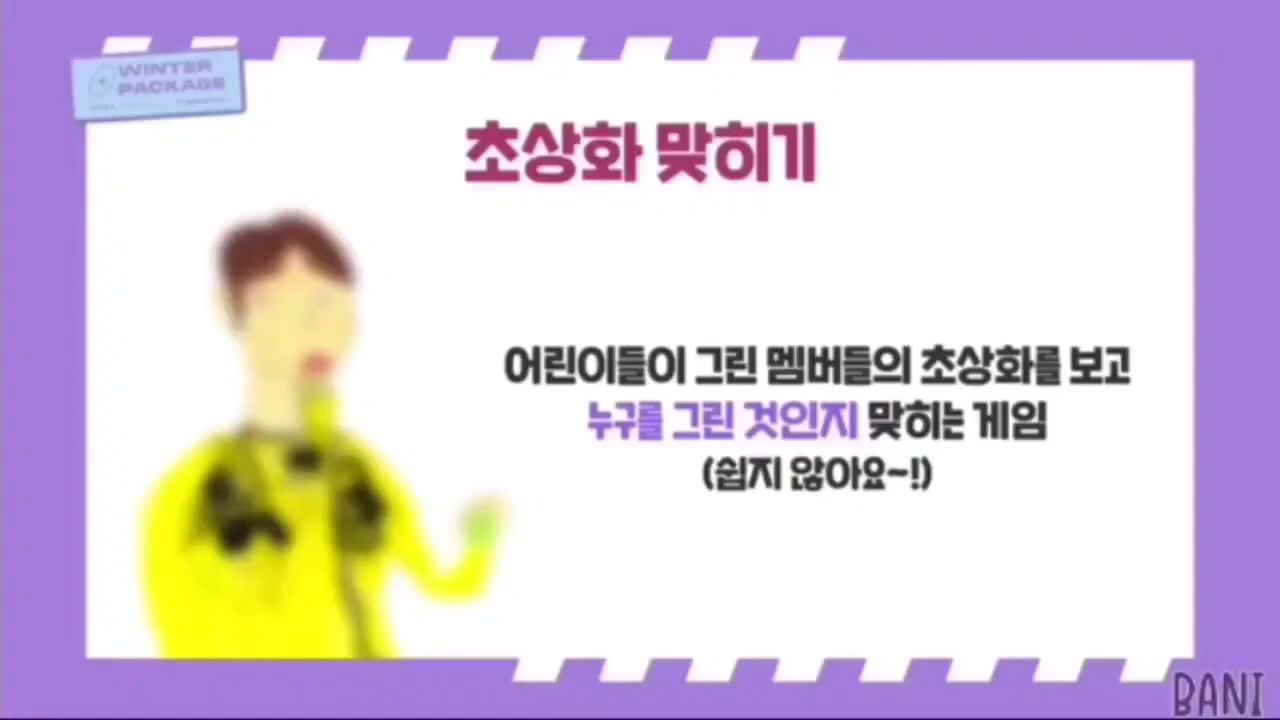 WINTER
PACKAGE
초상화 맞히기
어린이들이 그린 멤버들의 초상화를 보고
누구를 그린 것인지 맞히는 게임
(쉽지 않아요~!)
BANI